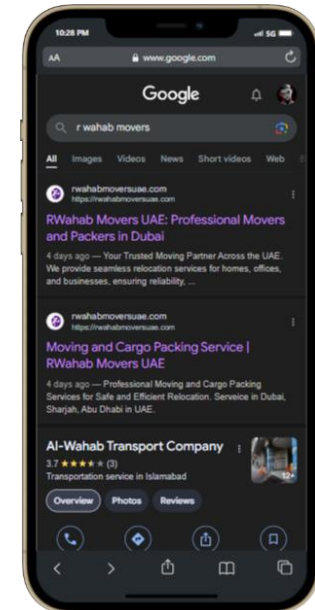 10:28 PM
5G
AA
www.google.com
Google
r wahab movers
All Images Videos News Short videos Web
rwahabmoversuae.com
https://rwahabmoversuae.com
RWahab Movers UAE: Professional Movers
and Packers in Dubai
4 days ago — Your Trusted Moving Partner Across the UAE.
We provide seamless relocation services for homes, offices,
and businesses, ensuring reliability, ...
rwahabmoversuae.com
https://rwahabmoversuae.com
Moving and Cargo Packing Service |
RWahab Movers UAE
4 days ago — Professional Moving and Cargo Packing
Services for Safe and Efficient Relocation. Serveice in Dubai,
Sharjah, Abu Dhabi in UAE.
Al-Wahab Transport Company
3.7 ★★★★★ (3)
12+
Transportation service in Islamabad
Overview Photos Reviews